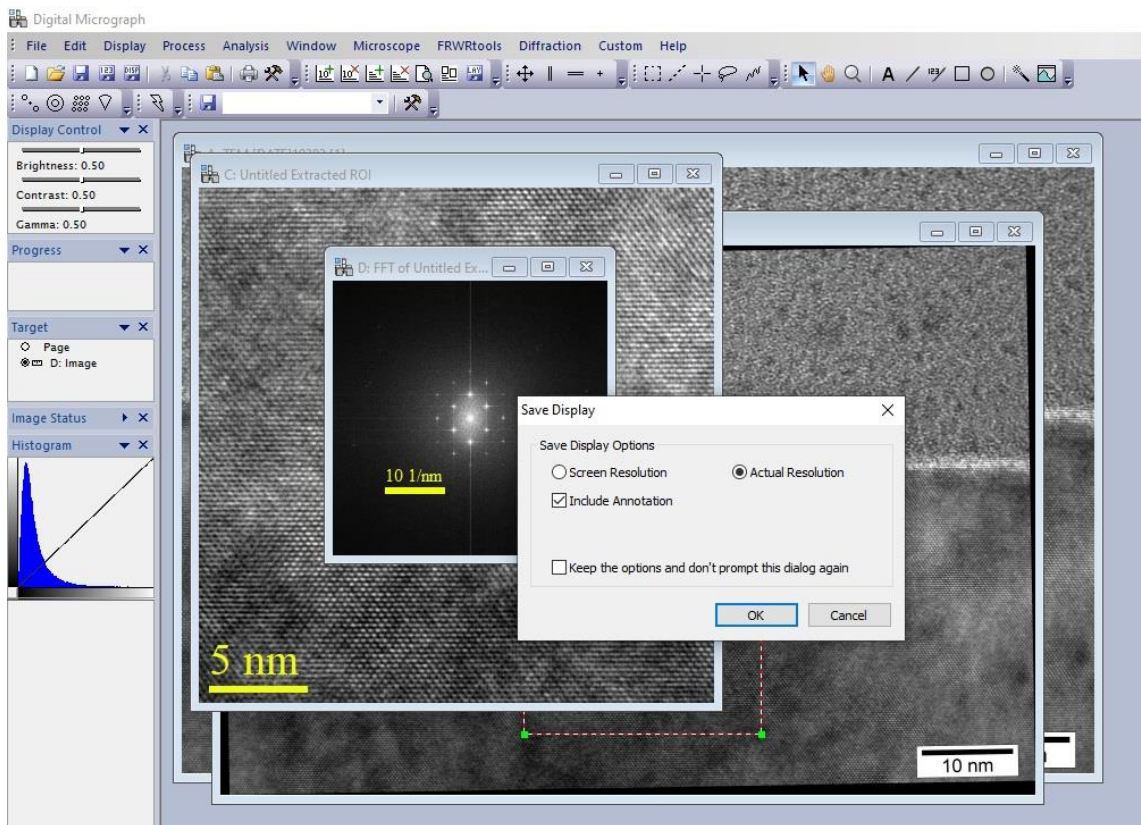 Digital Micrograph
File Edit Display Process Analysis Window Microscope FRWRtools Diffraction Custom Help
Display Control
Brightness: 0.50
Contrast: 0.50
Gamma: 0.50
Progress
Target
Page
D: Image
Image Status
Histogram
C: Untitled Extracted ROI
D: FFT of Untitled Ex...
10 1/nm
5 nm
Save Display
Save Display Options
Screen Resolution Actual Resolution
Include Annotation
Keep the options and don't prompt this dialog again
OK Cancel
10 nm